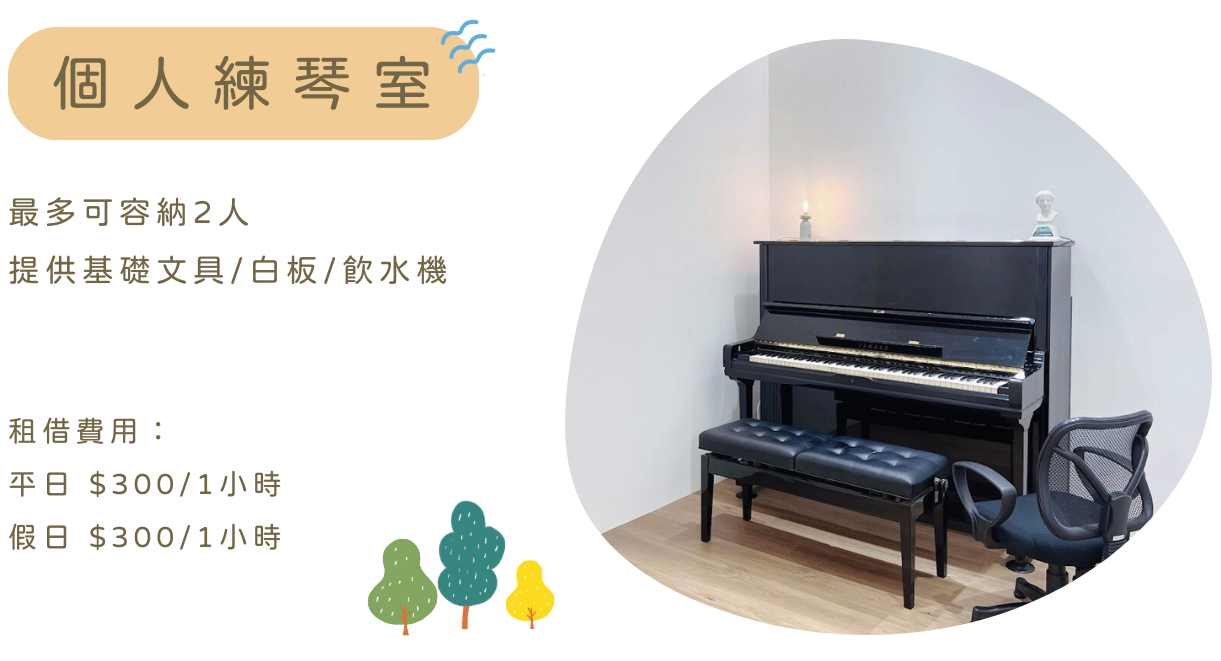 個人練琴室
最多可容納2人
提供基礎文具/白板/飲水機
租借費用：
平日 $300/1小時
假日 $300/1小時
YAMAHA